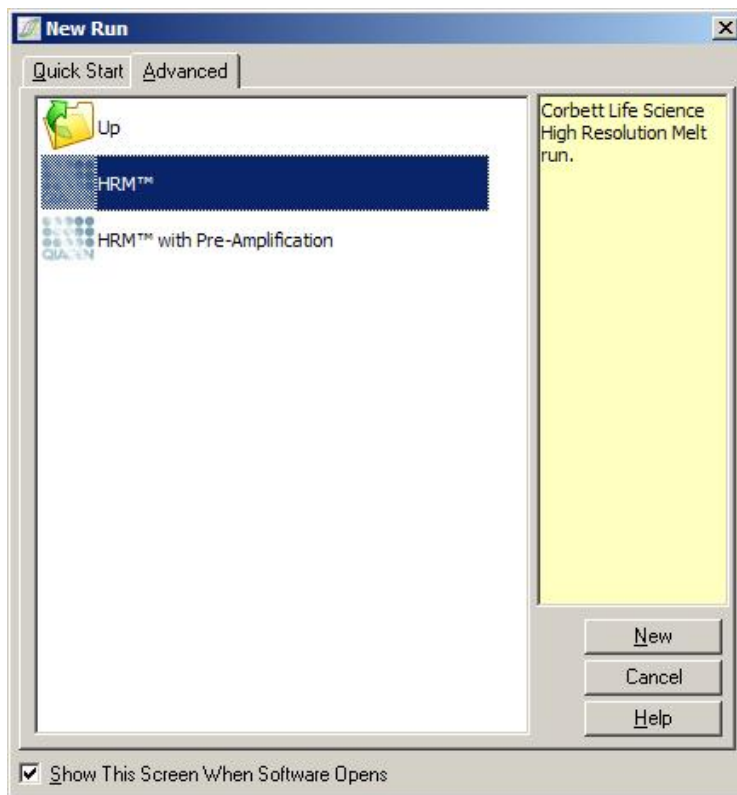 New Run
Quick Start
Advanced
Up
HRM™
HRM™ with Pre-Amplification
QIAGEN
Corbett Life Science
High Resolution Melt
run.
New
Cancel
Help
Show This Screen When Software Opens